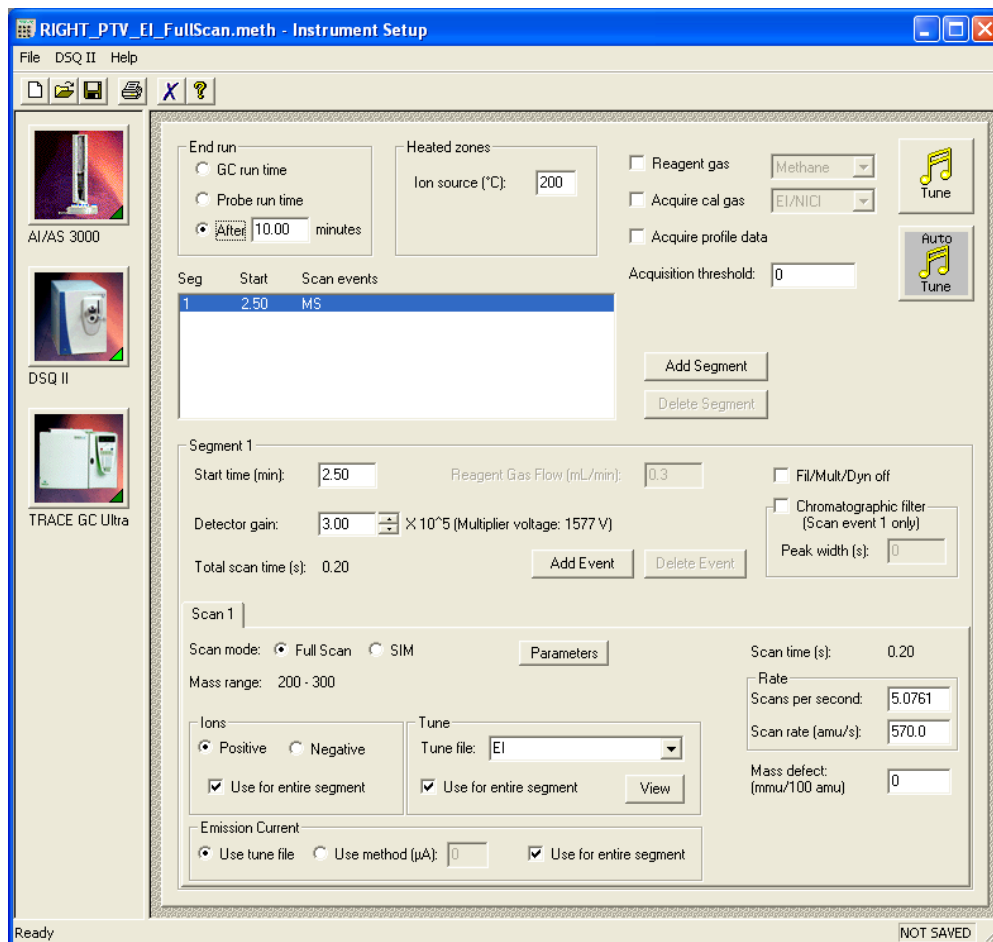 RIGHT_PTV_EI_FullScan.meth - Instrument Setup
File DSQ II Help
End run
GC run time
Probe run time
After 10.00 minutes
Heated zones
Ion source (°C): 200
Reagent gas Methane
Acquire cal gas EI/NICI
Acquire profile data
Acquisition threshold: 0
Tune
Auto
Tune
AI/AS 3000
DSQ II
TRACE GC Ultra
Seg Start Scan events
1 2.50 MS
Add Segment
Delete Segment
Segment 1
Start time (min): 2.50
Reagent Gas Flow (mL/min): 0.3
Fil/Mult/Dyn off
Detector gain: 3.00 X 10^5 (Multiplier voltage: 1577 V)
Chromatographic filter
(Scan event 1 only)
Peak width (s): 0
Total scan time (s): 0.20
Add Event
Delete Event
Scan 1
Scan mode: Full Scan SIM
Parameters
Mass range: 200 - 300
Scan time (s): 0.20
Rate
Scans per second: 5.0761
Scan rate (amu/s): 570.0
Mass defect: 0
(mmu/100 amu)
Ions
Positive Negative
Use for entire segment
Tune
Tune file: EI
Use for entire segment
View
Emission Current
Use tune file Use method (µA): 0 Use for entire segment
Ready
NOT SAVED